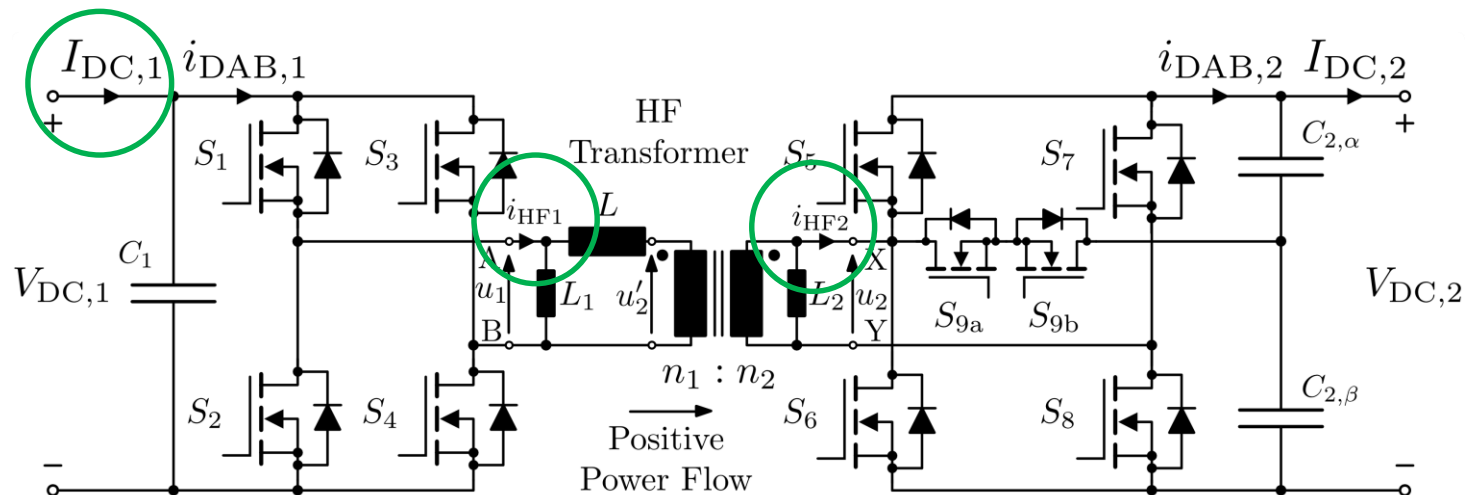 I_DC,1
i_DAB,1
i_DAB,2
I_DC,2
+
HF
Transformer
+
S_1
S_3
S_5
S_7
C_2,α
i_HF1
L
i_HF2
C_1
A
X
V_DC,1
u_1
L_1
u'_2
L_2
u_2
S_9a
S_9b
V_DC,2
B
Y
n_1 : n_2
S_2
S_4
S_6
S_8
C_2,β
Positive
Power Flow
−
−